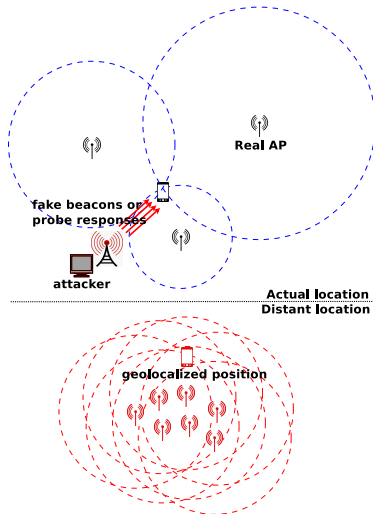 Real AP
fake beacons or
probe responses
attacker
Actual location
Distant location
geolocalized position